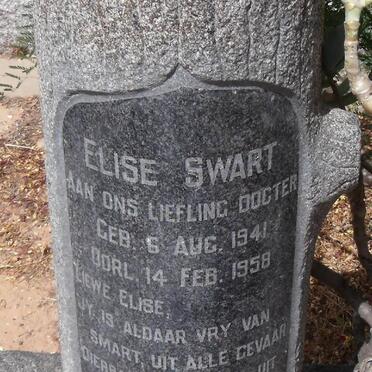 ELISE SWART
AAN ONS LIEFLING DOGTER
GEB. 6 AUG. 1941
OORL. 14 FEB. 1958
LIEWE ELISE,
JY IS ALDAAR VRY VAN
SMART, UIT ALLE GEVAAR
UIT